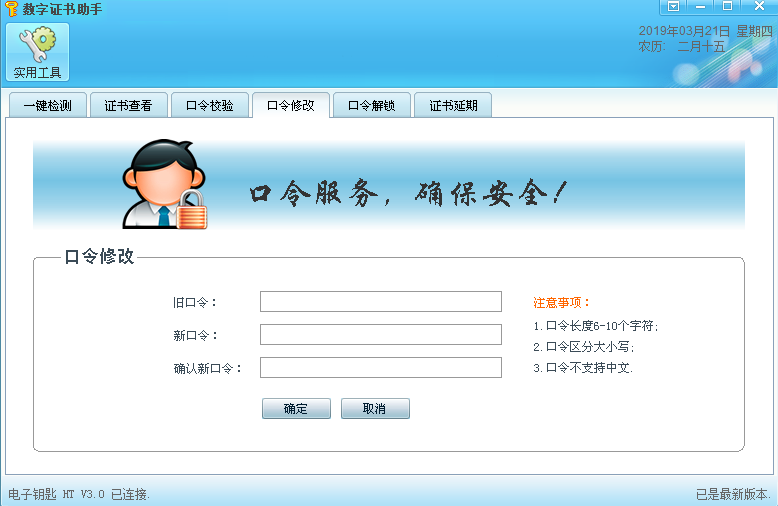 数字证书助手
2019年03月21日 星期四
农历: 二月十五
实用工具
一键检测 证书查看 口令校验 口令修改 口令解锁 证书延期
口令服务，确保安全！
口令修改
旧口令：
新口令：
确认新口令：
确定 取消
注意事项：
1.口令长度6-10个字符;
2.口令区分大小写;
3.口令不支持中文.
电子钥匙 HT V3.0 已连接.
已是最新版本.